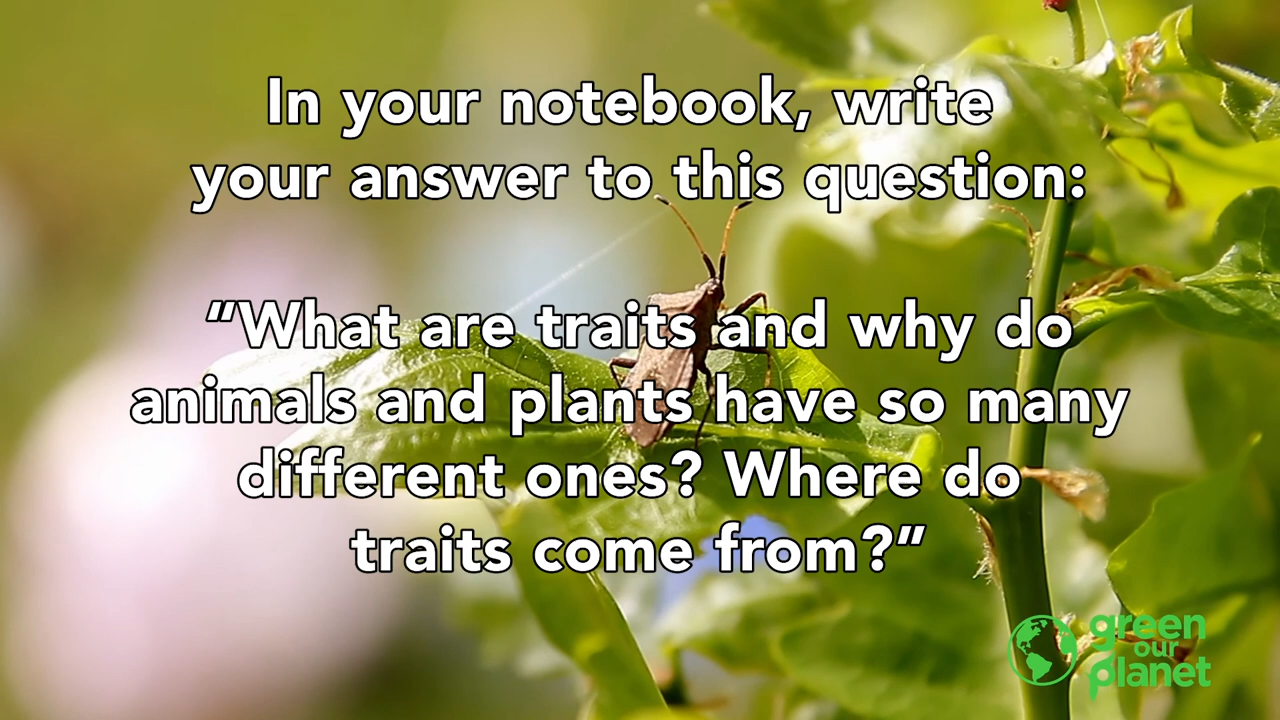 In your notebook, write
your answer to this question:
“What are traits and why do
animals and plants have so many
different ones? Where do
traits come from?”
green
our
planet